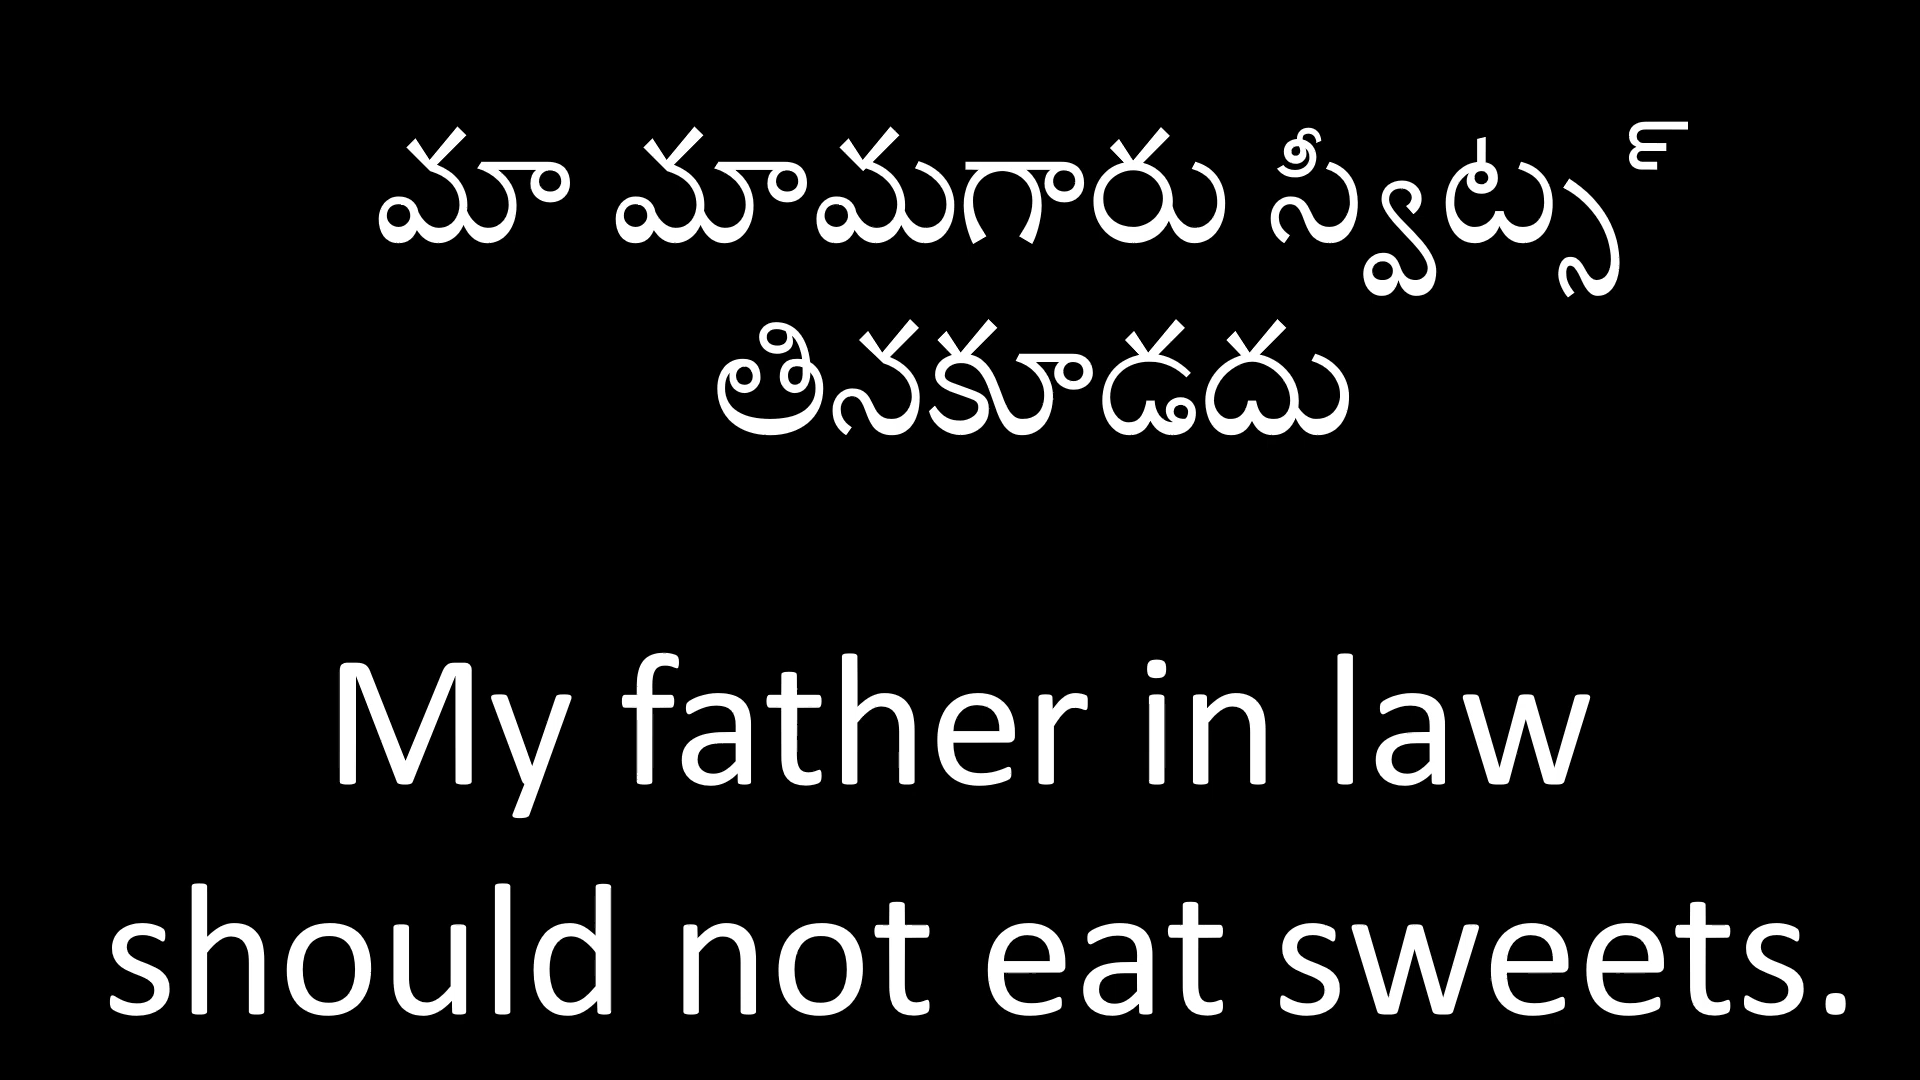 మా మామగారు స్వీట్స్
తినకూడదు
My father in law
should not eat sweets.